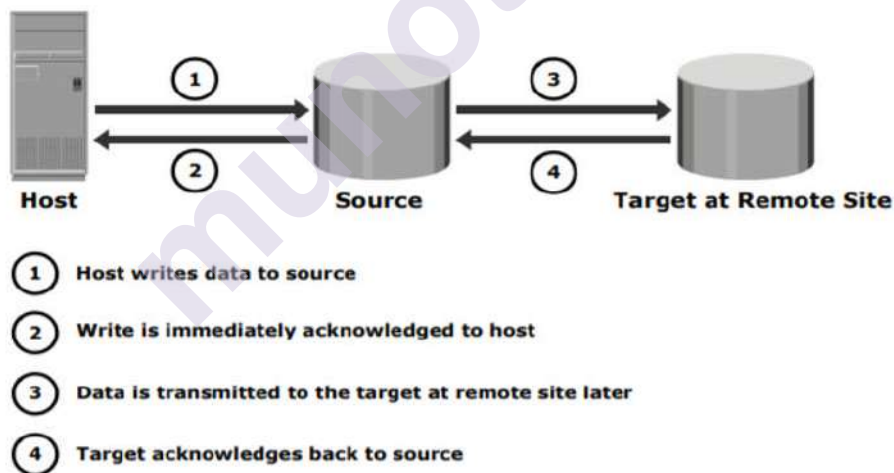 1
3
2
4
Host
Source
Target at Remote Site
1 Host writes data to source
2 Write is immediately acknowledged to host
3 Data is transmitted to the target at remote site later
4 Target acknowledges back to source